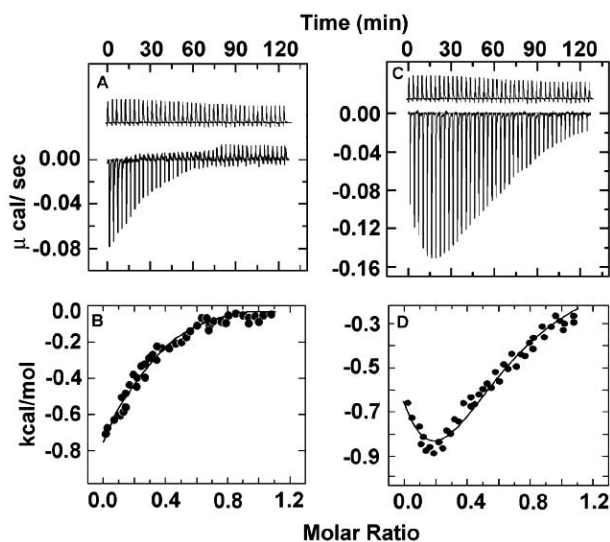 Time (min)
0 30 60 90 120
0 30 60 90 120
A
C
0.00
-0.04
-0.08
0.00
-0.04
-0.08
-0.12
-0.16
μ cal/ sec
B
D
0.0
-0.2
-0.4
-0.6
-0.8
-0.3
-0.5
-0.7
-0.9
kcal/mol
0.0 0.4 0.8 1.2
0.0 0.4 0.8 1.2
Molar Ratio